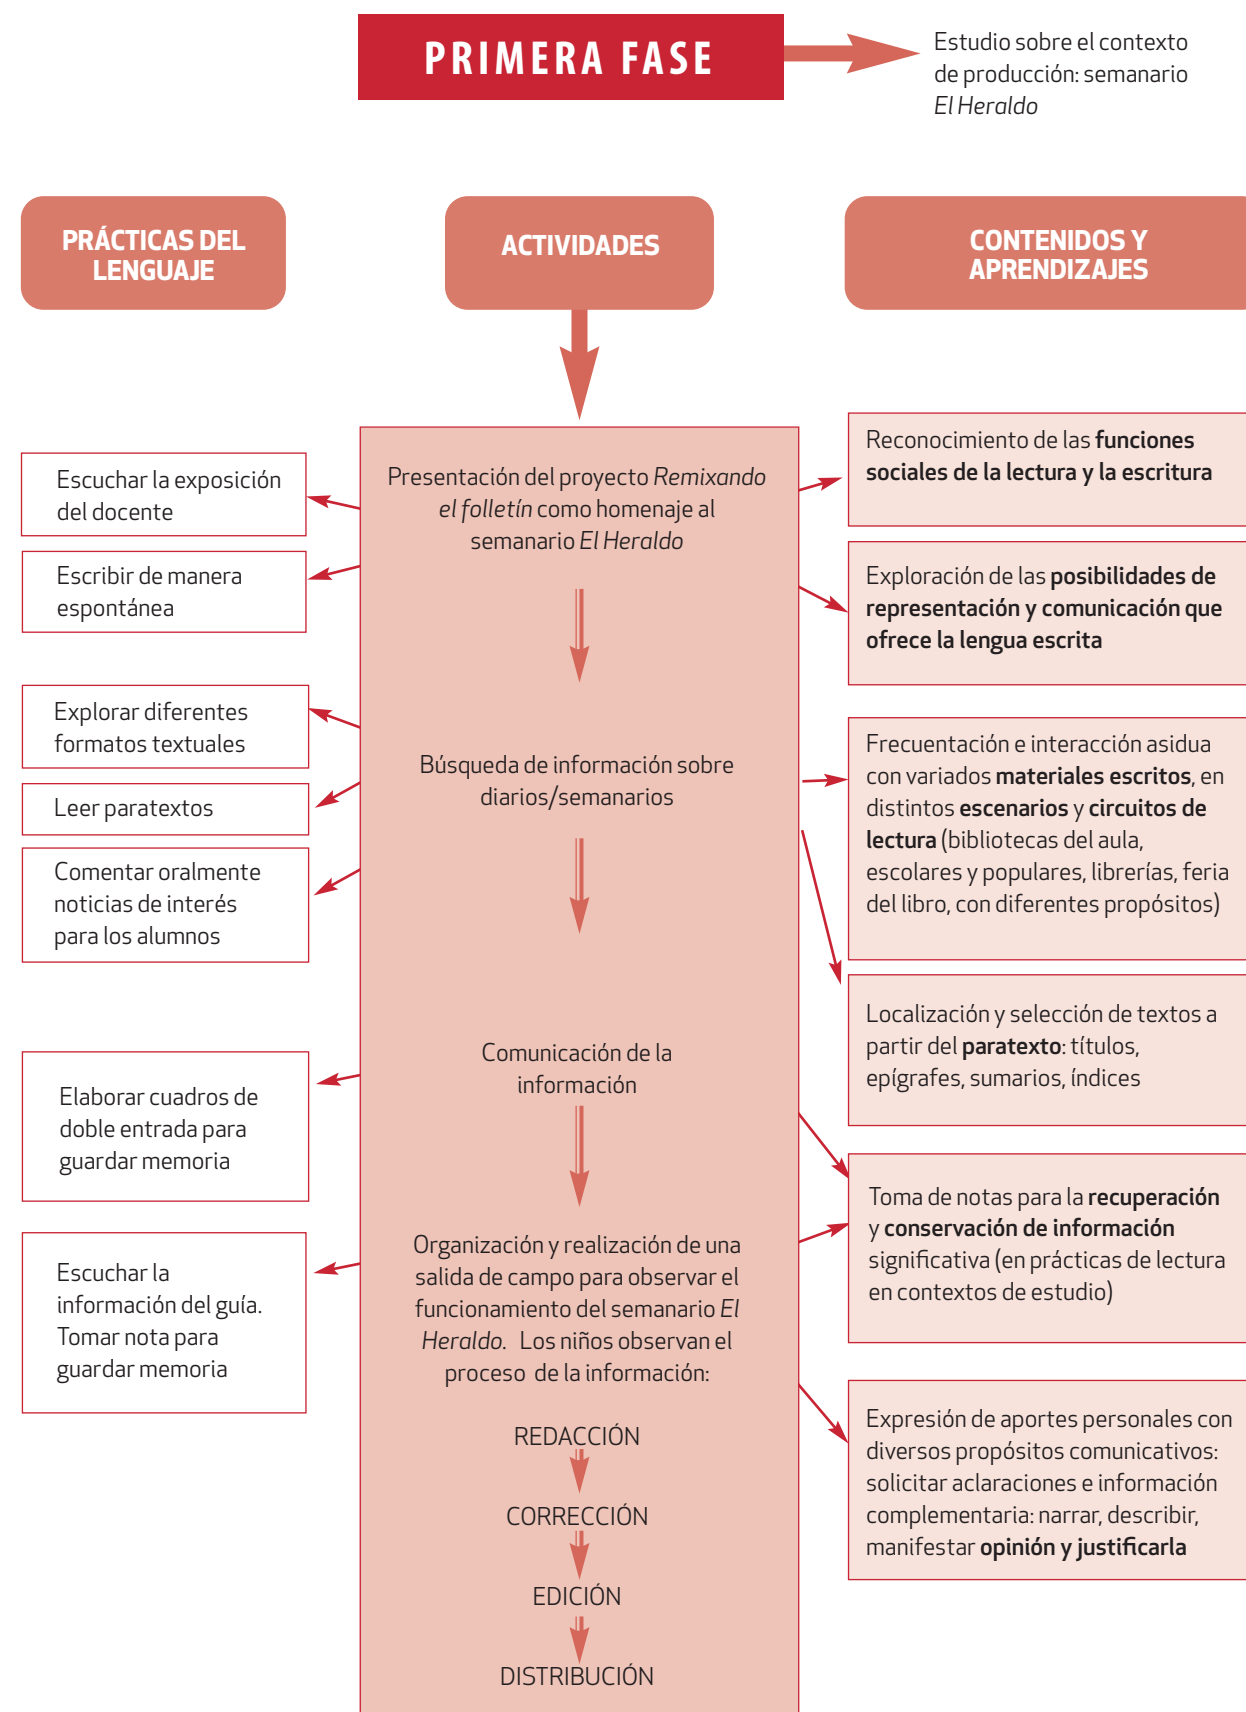 PRIMERA FASE
Estudio sobre el contexto
de producción: semanario
El Heraldo
PRÁCTICAS DEL
LENGUAJE
ACTIVIDADES
CONTENIDOS Y
APRENDIZAJES
Escuchar la exposición
del docente
Escribir de manera
espontánea
Explorar diferentes
formatos textuales
Leer paratextos
Comentar oralmente
noticias de interés
para los alumnos
Elaborar cuadros de
doble entrada para
guardar memoria
Escuchar la
información del guía.
Tomar nota para
guardar memoria
Presentación del proyecto Remixando
el folletín como homenaje al
semanario El Heraldo
Búsqueda de información sobre
diarios/semanarios
Comunicación de la
información
Organización y realización de una
salida de campo para observar el
funcionamiento del semanario El
Heraldo. Los niños observan el
proceso de la información:
REDACCIÓN
CORRECCIÓN
EDICIÓN
DISTRIBUCIÓN
Reconocimiento de las funciones
sociales de la lectura y la escritura
Exploración de las posibilidades de
representación y comunicación que
ofrece la lengua escrita
Frecuentación e interacción asidua
con variados materiales escritos, en
distintos escenarios y circuitos de
lectura (bibliotecas del aula,
escolares y populares, librerías, feria
del libro, con diferentes propósitos)
Localización y selección de textos a
partir del paratexto: títulos,
epígrafes, sumarios, índices
Toma de notas para la recuperación
y conservación de información
significativa (en prácticas de lectura
en contextos de estudio)
Expresión de aportes personales con
diversos propósitos comunicativos:
solicitar aclaraciones e información
complementaria: narrar, describir,
manifestar opinión y justificarla